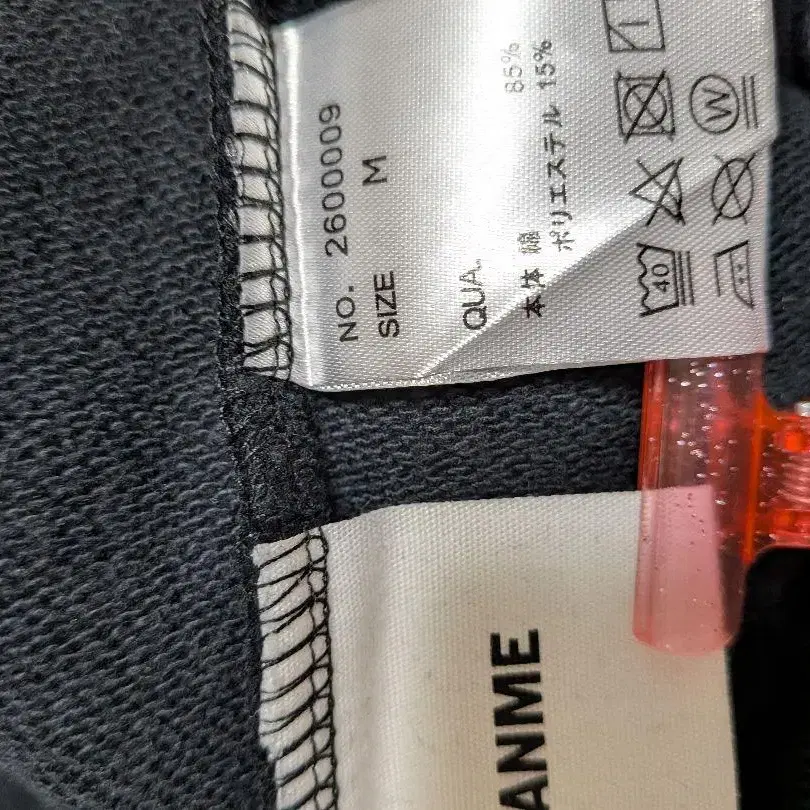 NO. 2600009
SIZE M
QUA.
本体 綿 85%
ポリエステル 15%
40
W
ANME